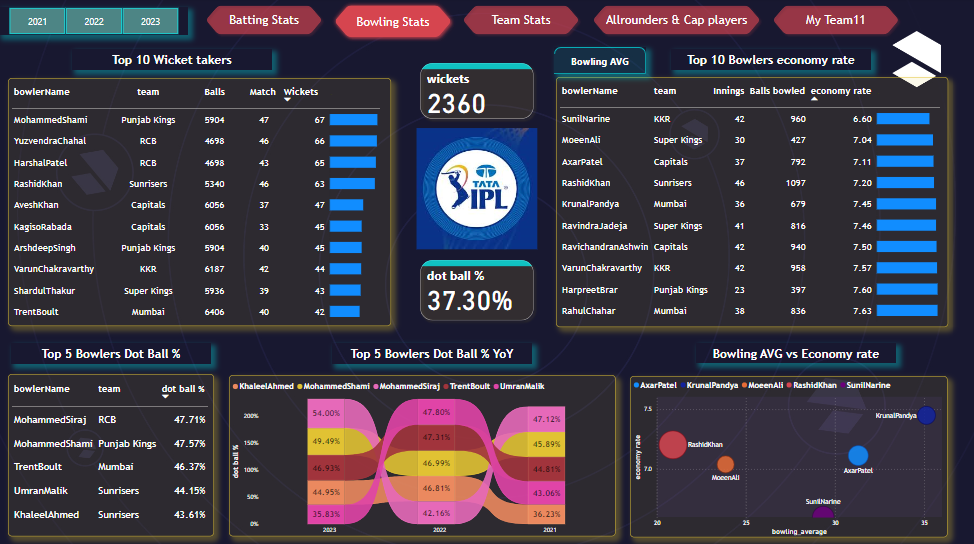 2021 2022 2023 Batting Stats Bowling Stats Team Stats Allrounders & Cap players My Team11
Top 10 Wicket takers
bowlerName team Balls Match Wickets
MohammedShami Punjab Kings 5904 47 67
YuzvendraChahal RCB 4698 46 66
HarshalPatel RCB 4698 43 65
RashidKhan Sunrisers 5340 46 63
AveshKhan Capitals 6056 37 47
KagisoRabada Capitals 6056 33 45
ArshdeepSingh Punjab Kings 5904 40 45
VarunChakravarthy KKR 6187 42 44
ShardulThakur Super Kings 5936 39 43
TrentBoult Mumbai 6406 40 42
wickets
2360
TATA
IPL
dot ball %
37.30%
Bowling AVG Top 10 Bowlers economy rate
bowlerName team Innings Balls bowled economy rate
SunilNarine KKR 42 960 6.60
MoeenAli Super Kings 30 427 7.04
AxarPatel Capitals 37 792 7.11
RashidKhan Sunrisers 46 1097 7.20
KrunalPandya Mumbai 36 679 7.45
RavindraJadeja Super Kings 41 816 7.46
RavichandranAshwin Capitals 42 940 7.50
VarunChakravarthy KKR 42 958 7.57
HarpreetBrar Punjab Kings 23 397 7.60
RahulChahar Mumbai 38 836 7.63
Top 5 Bowlers Dot Ball %
bowlerName team dot ball %
MohammedSiraj RCB 47.71%
MohammedShami Punjab Kings 47.57%
TrentBoult Mumbai 46.37%
UmranMalik Sunrisers 44.15%
KhaleelAhmed Sunrisers 43.61%
Top 5 Bowlers Dot Ball % YoY
KhaleelAhmed MohammedShami MohammedSiraj TrentBoult UmranMalik
dot ball %
200%
150%
100%
50%
0%
54.00% 47.80% 47.12%
49.49% 47.31% 45.89%
46.93% 46.99% 44.81%
44.95% 46.81% 43.06%
35.83% 42.16% 36.23%
2023 2022 2021
Bowling AVG vs Economy rate
AxarPatel KrunalPandya MoeenAli RashidKhan SunilNarine
economy rate
7.5
7.0
KrunalPandya
RashidKhan
MoeenAli
AxarPatel
SunilNarine
20 25 30 35
bowling_average